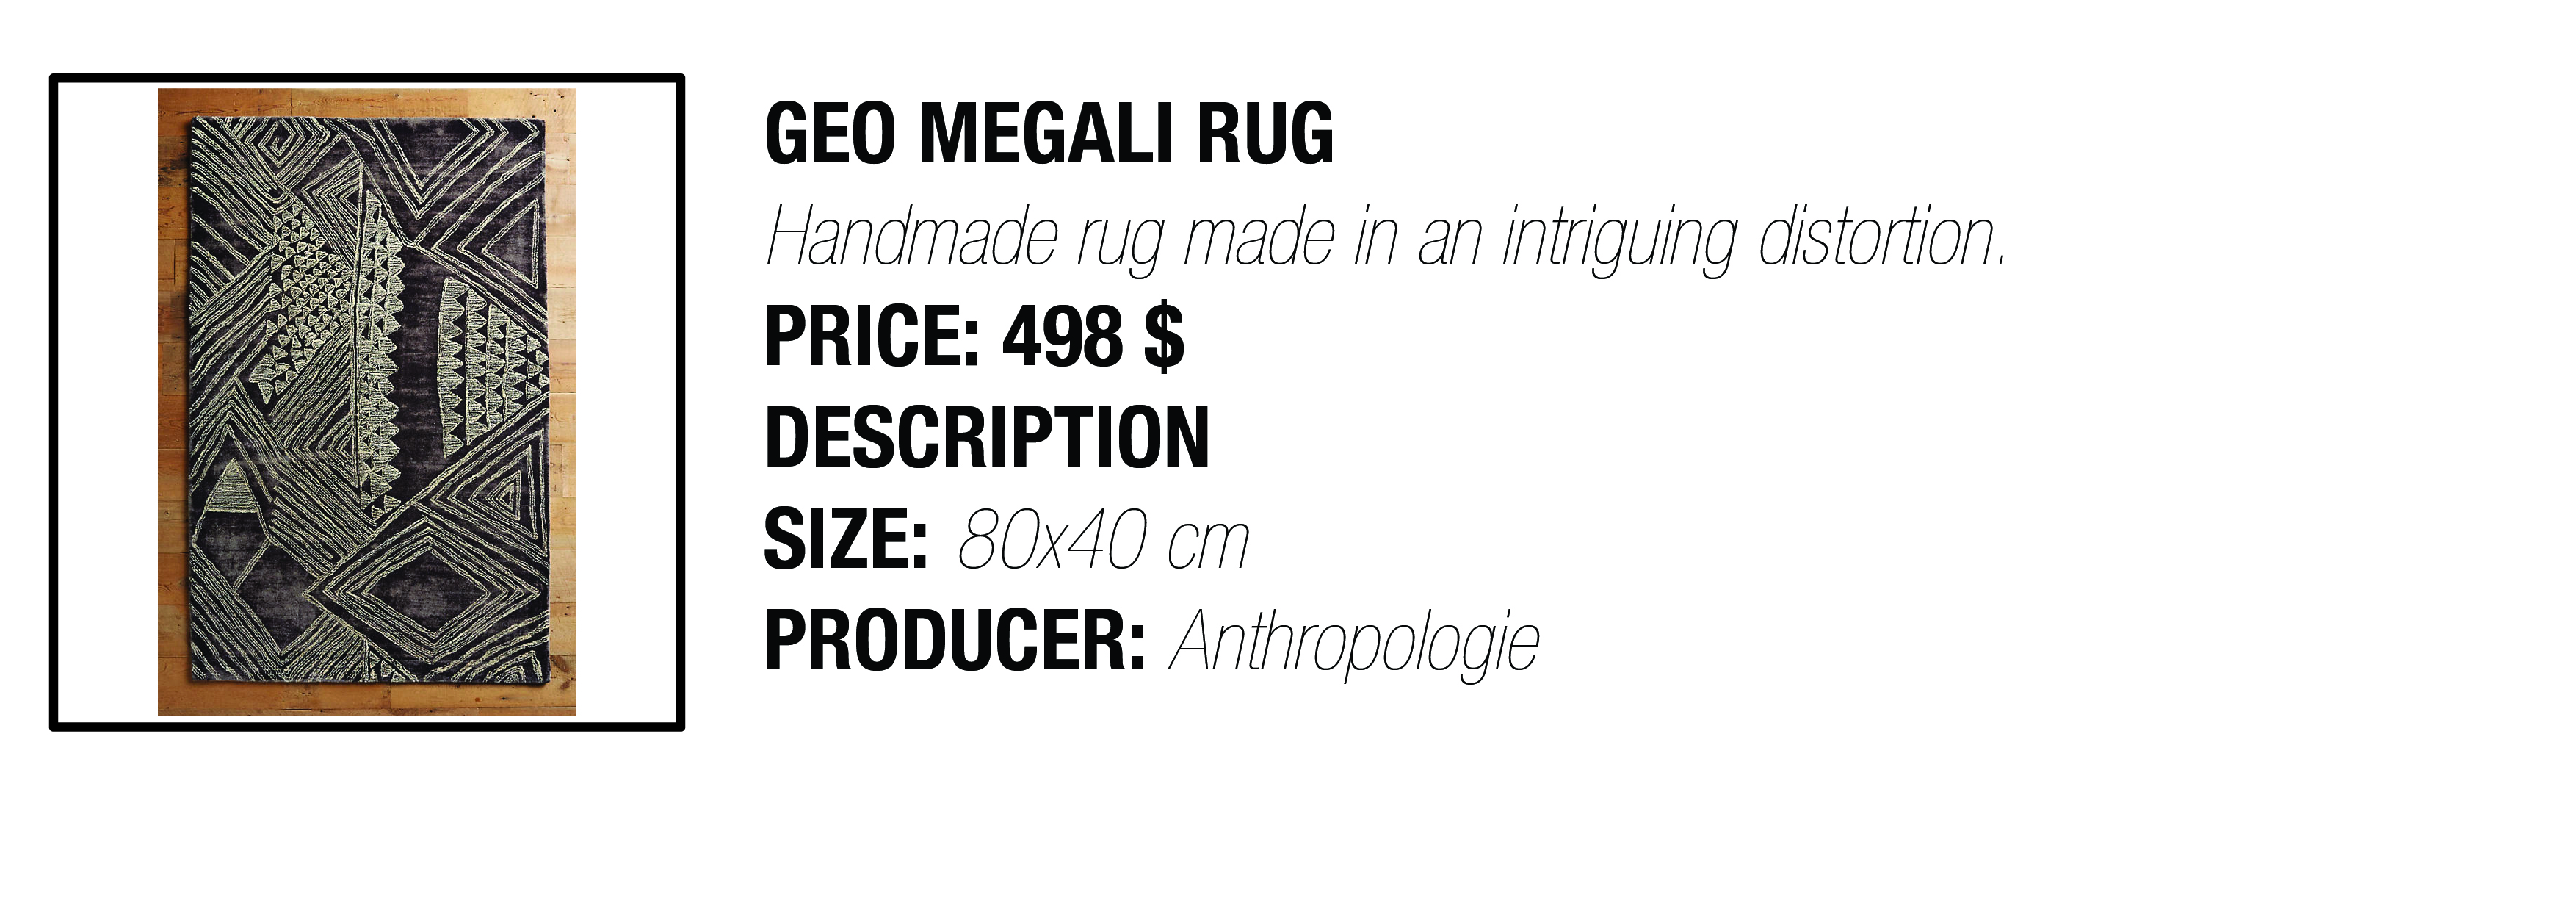 GEO MEGALI RUG
Handmade rug made in an intriguing distortion.
PRICE: 498 $
DESCRIPTION
SIZE: 80x40 cm
PRODUCER: Anthropologie